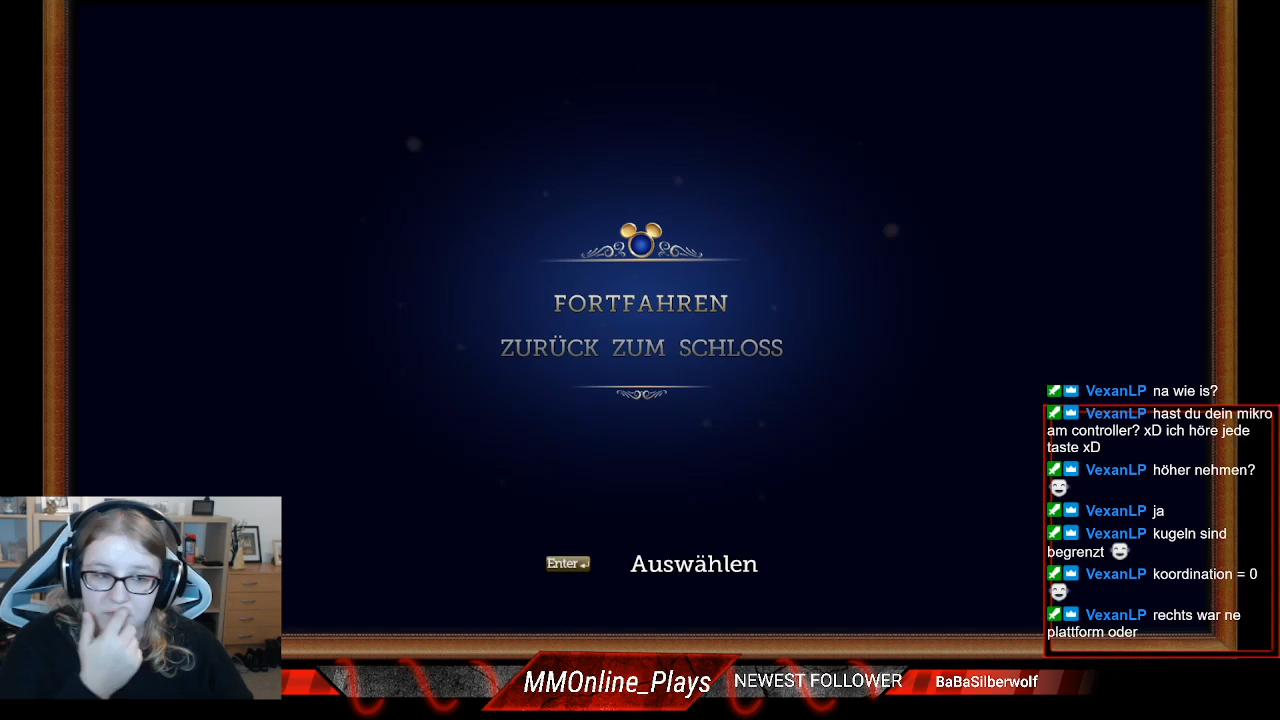 FORTFAHREN
ZURÜCK ZUM SCHLOSS
Enter Auswählen
VexanLP na wie is?
VexanLP hast du dein mikro
am controller? xD ich höre jede
taste xD
VexanLP höher nehmen?
VexanLP ja
VexanLP kugeln sind
begrenzt
VexanLP koordination = 0
VexanLP rechts war ne
plattform oder
MMOnline_Plays NEWEST FOLLOWER BaBaSilberwolf